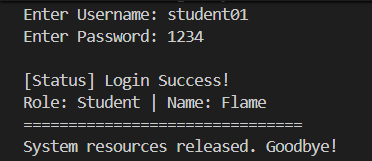 Enter Username: student01
Enter Password: 1234
[Status] Login Success!
Role: Student | Name: Flame
===============================
System resources released. Goodbye!